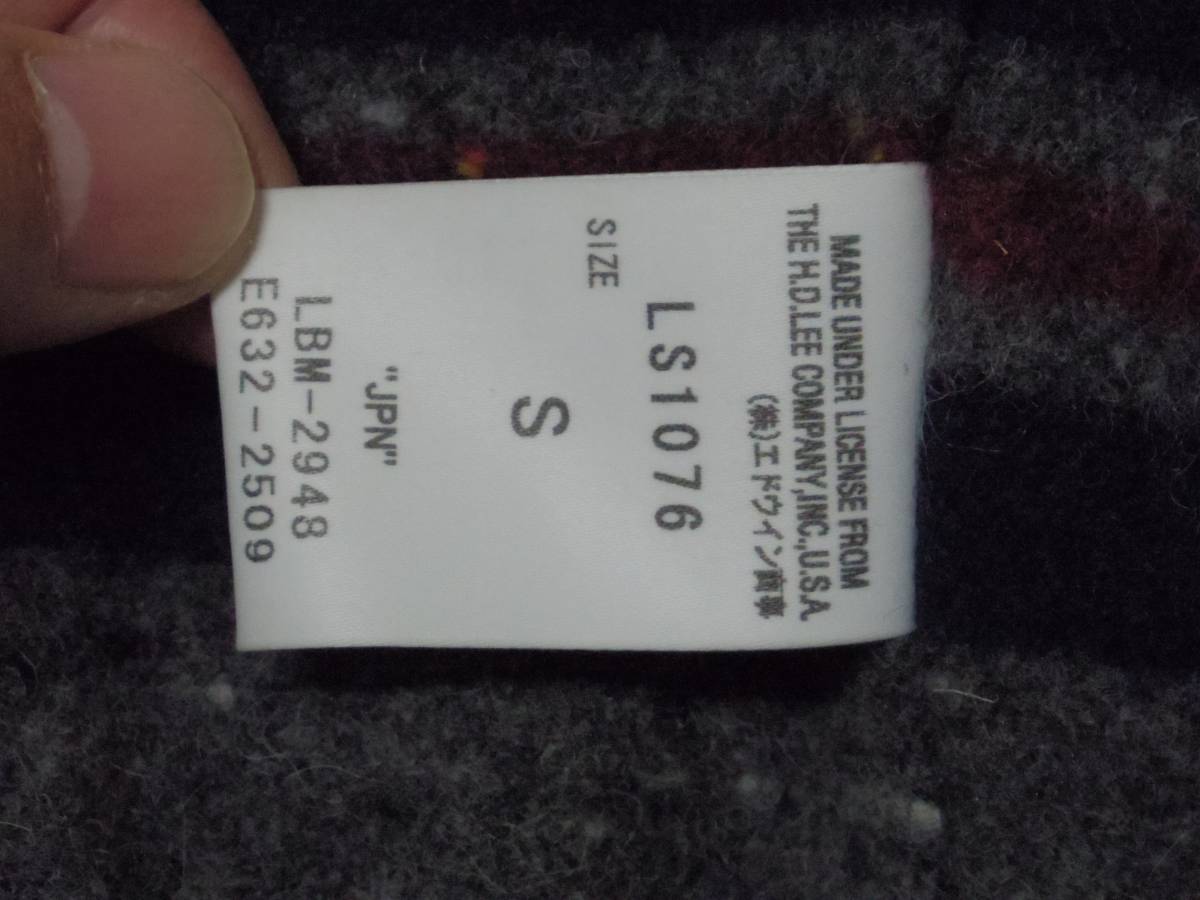 MADE UNDER LICENSE FROM
THE H.D.LEE COMPANY,INC.,U.S.A.
(株)エドウイン商事
LS1076
SIZE
S
"JPN"
LBM-2948
E632-2509